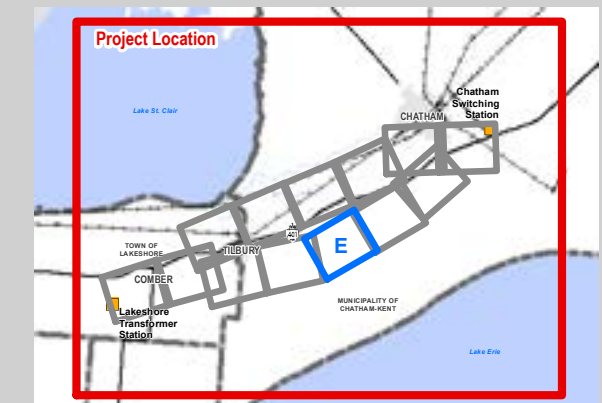 Project Location
Lake St. Clair
Chatham
Switching
Station
CHATHAM
401
TOWN OF
LAKESHORE
TILBURY
E
COMBER
MUNICIPALITY OF
CHATHAM-KENT
Lakeshore
Transformer
Station
Lake Erie